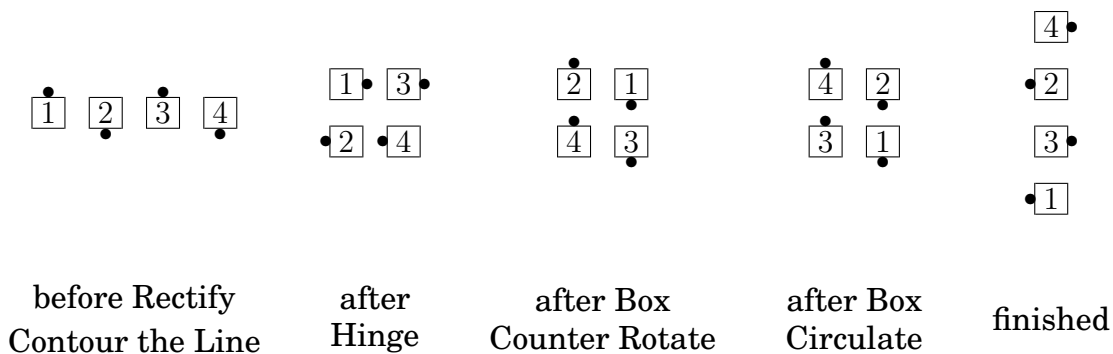 4
1 3 2 1 4 2 2
1 2 3 4
2 4 4 3 3 1 3
1
before Rectify
Contour the Line
after
Hinge
after Box
Counter Rotate
after Box
Circulate
finished